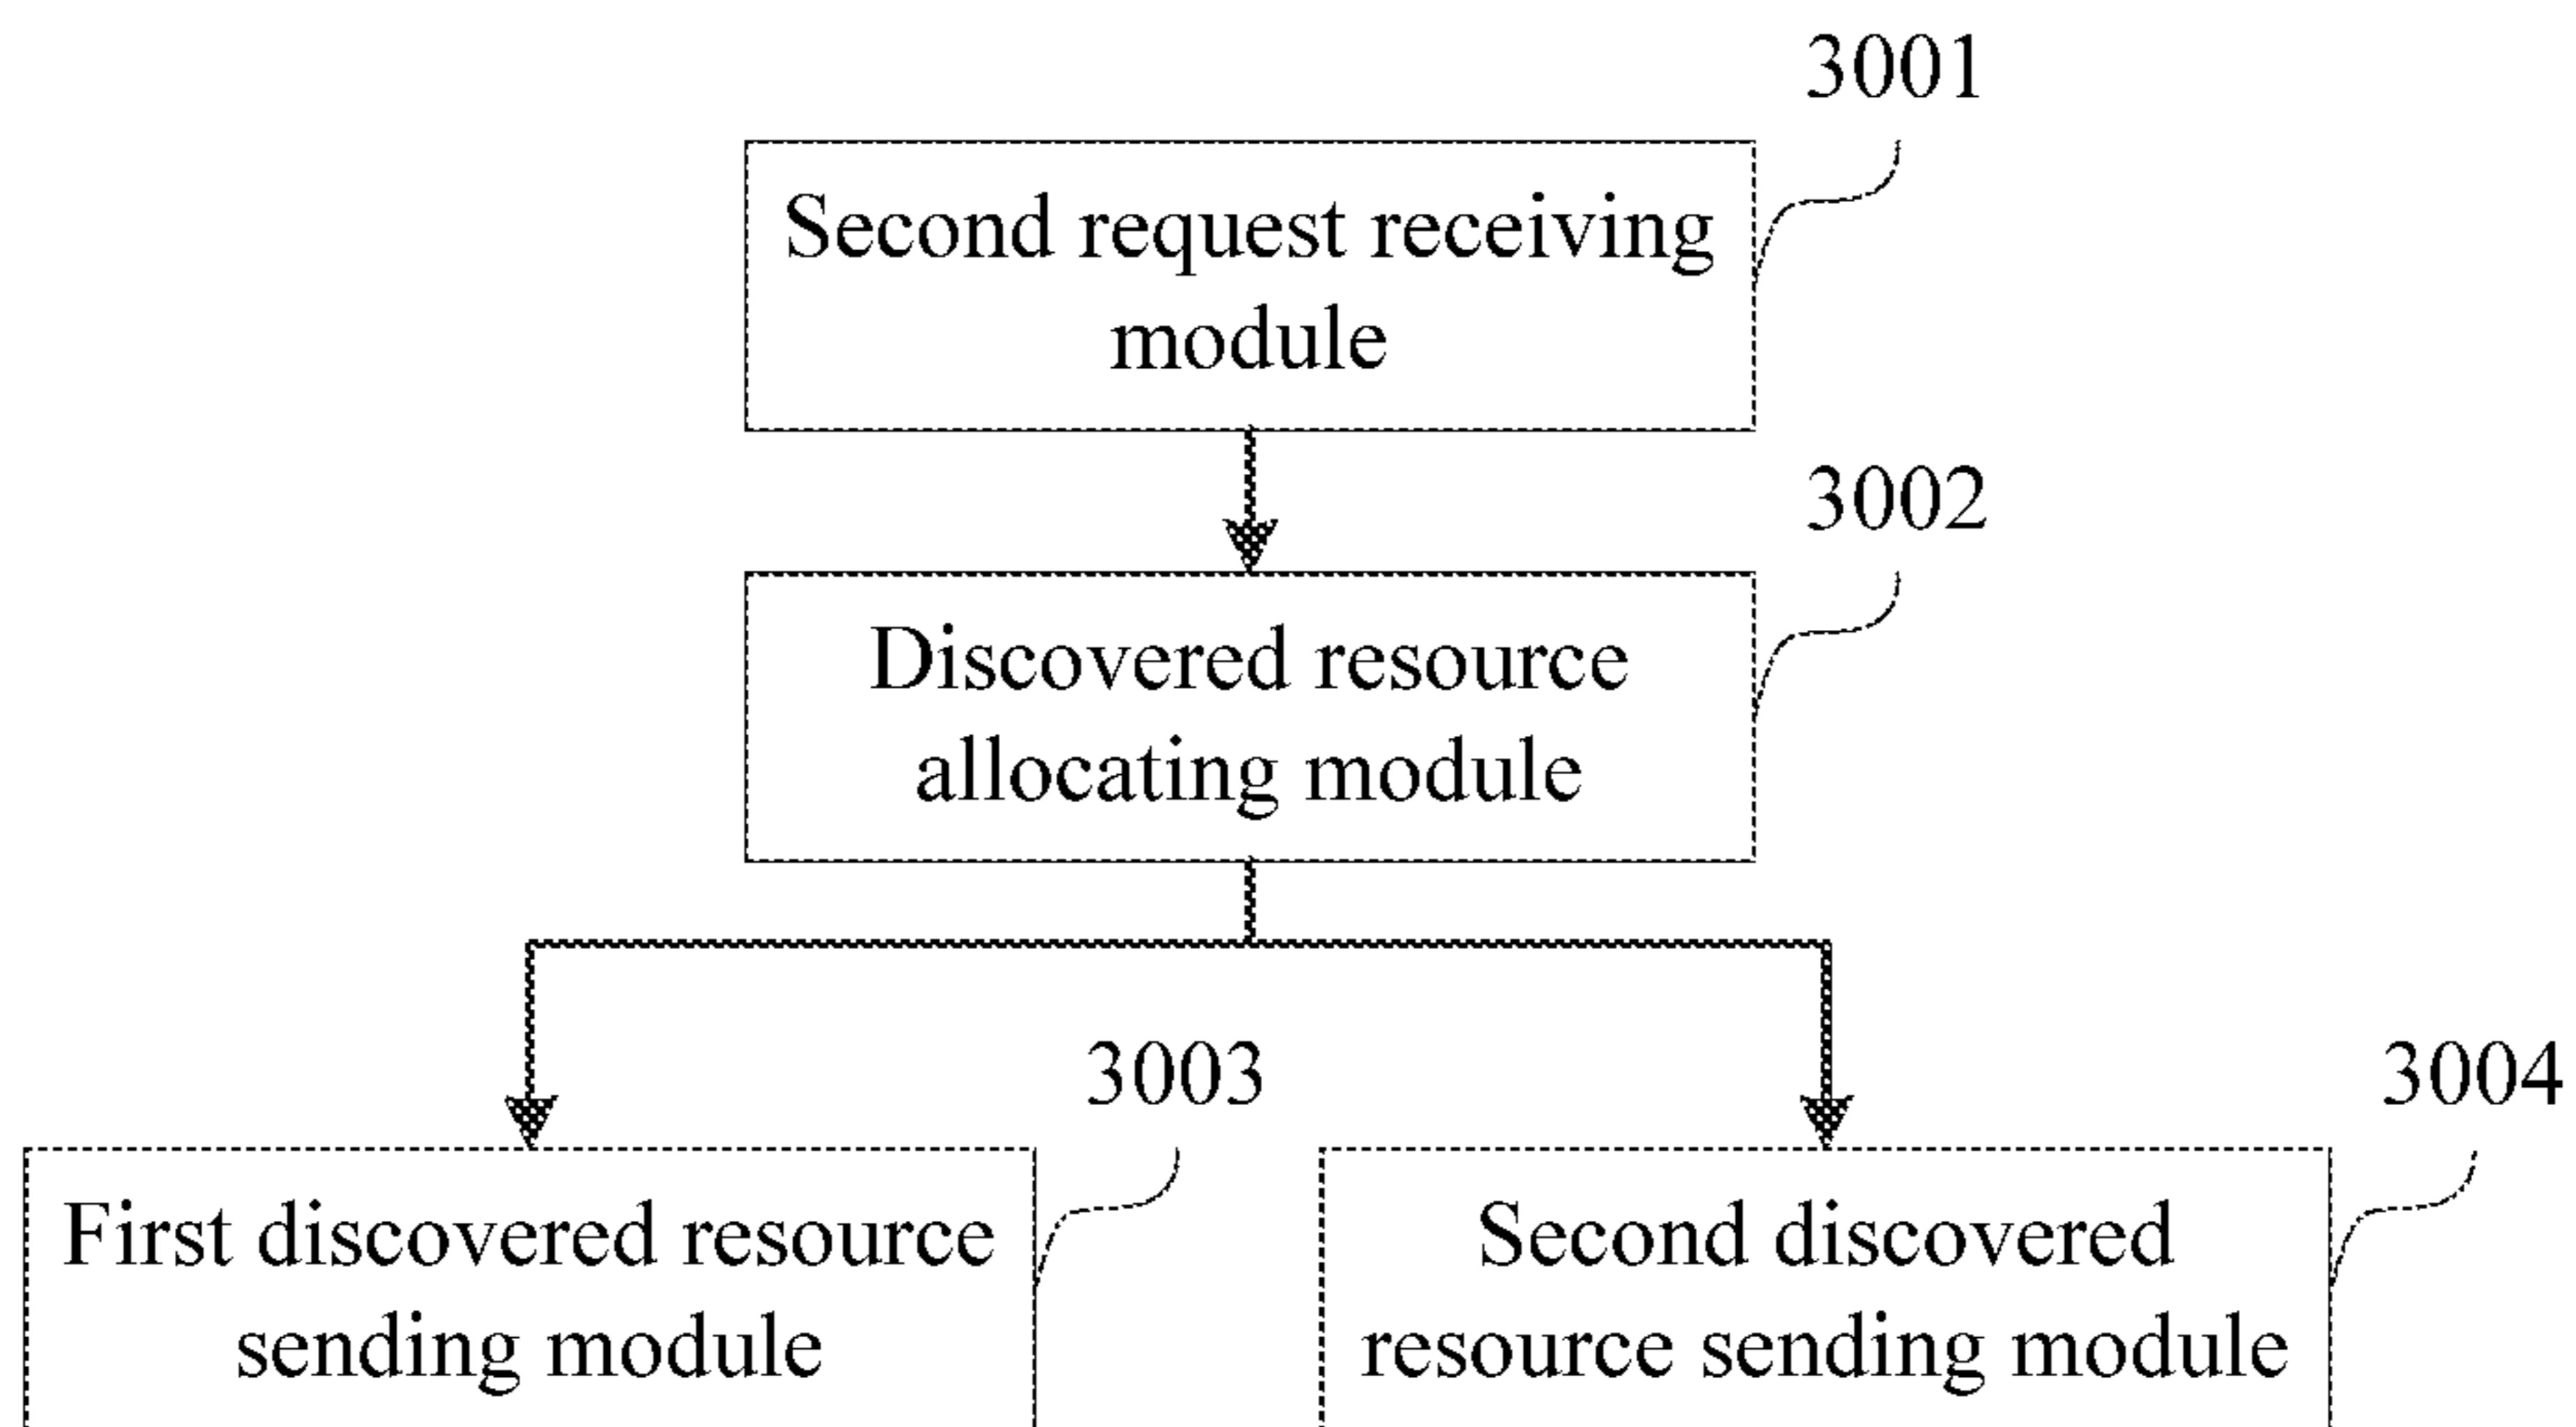 3001
Second request receiving
module
3002
Discovered resource
allocating module
3003
3004
First discovered resource
sending module
Second discovered
resource sending module